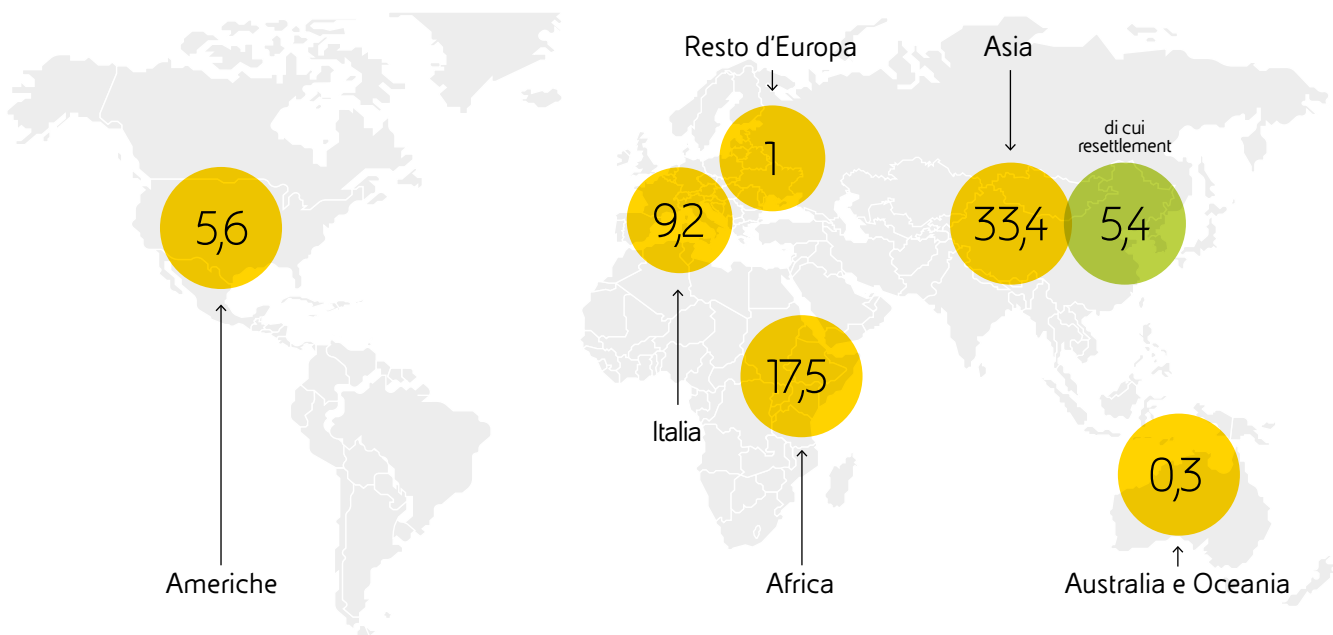 Resto d'Europa
Asia
di cui
resettlement
1
5,6
9,2
33,4
5,4
17,5
Italia
0,3
Americhe
Africa
Australia e Oceania